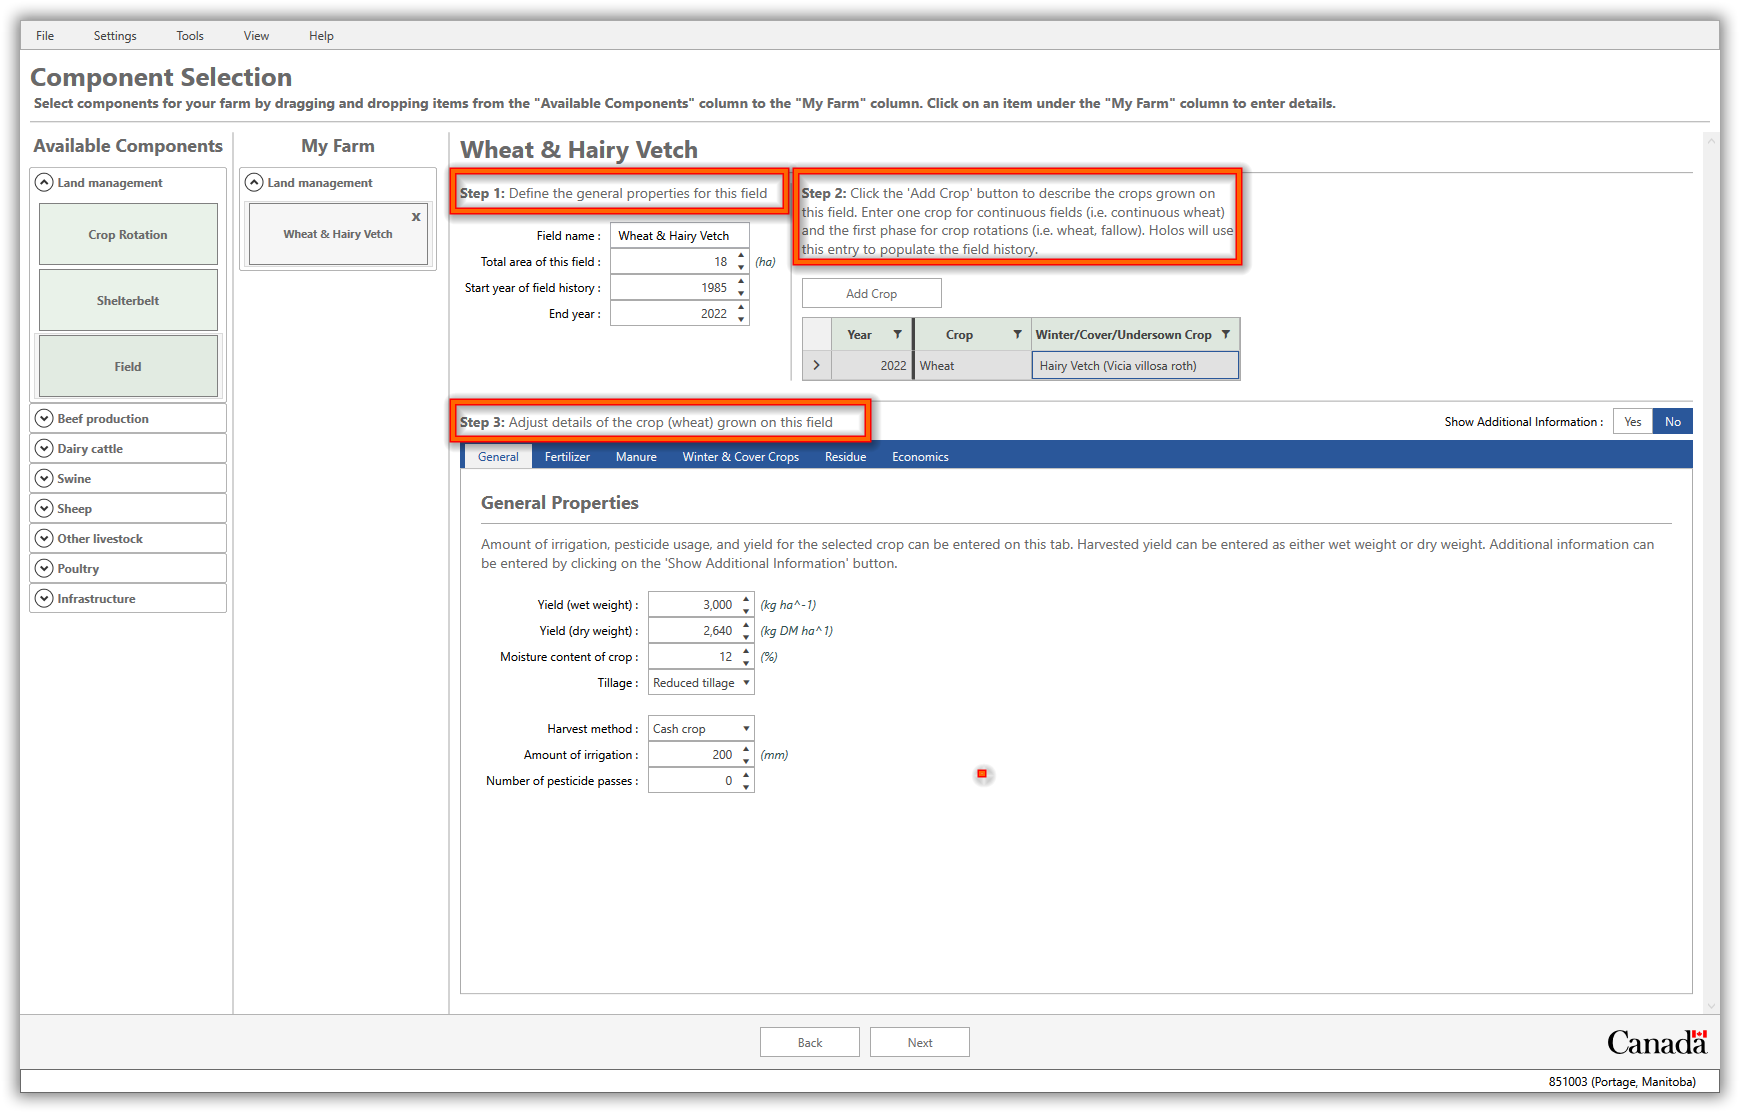 File Settings Tools View Help
Component Selection
Select components for your farm by dragging and dropping items from the "Available Components" column to the "My Farm" column. Click on an item under the "My Farm" column to enter details.
Available Components
Land management
Crop Rotation
Shelterbelt
Field
Beef production
Dairy cattle
Swine
Sheep
Other livestock
Poultry
Infrastructure
My Farm
Land management
x
Wheat & Hairy Vetch
Wheat & Hairy Vetch
Step 1: Define the general properties for this field
Field name : Wheat & Hairy Vetch
Total area of this field : 18 (ha)
Start year of field history : 1985
End year : 2022
Step 2: Click the 'Add Crop' button to describe the crops grown on
this field. Enter one crop for continuous fields (i.e. continuous wheat)
and the first phase for crop rotations (i.e. wheat, fallow). Holos will use
this entry to populate the field history.
Add Crop
Year Crop Winter/Cover/Undersown Crop
2022 Wheat Hairy Vetch (Vicia villosa roth)
Step 3: Adjust details of the crop (wheat) grown on this field
Show Additional Information : Yes No
General Fertilizer Manure Winter & Cover Crops Residue Economics
General Properties
Amount of irrigation, pesticide usage, and yield for the selected crop can be entered on this tab. Harvested yield can be entered as either wet weight or dry weight. Additional information can
be entered by clicking on the 'Show Additional Information' button.
Yield (wet weight) : 3,000 (kg ha^-1)
Yield (dry weight) : 2,640 (kg DM ha^1)
Moisture content of crop : 12 (%)
Tillage : Reduced tillage
Harvest method : Cash crop
Amount of irrigation : 200 (mm)
Number of pesticide passes : 0
Back Next
Canada
851003 (Portage, Manitoba)